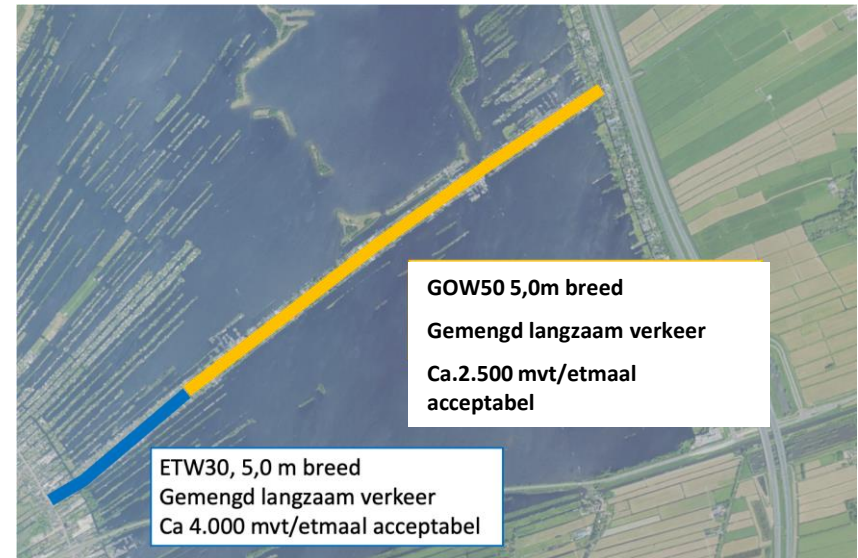 GOW50 5,0m breed
Gemengd langzaam verkeer
Ca.2.500 mvt/etmaal
acceptabel
ETW30, 5,0 m breed
Gemengd langzaam verkeer
Ca 4.000 mvt/etmaal acceptabel